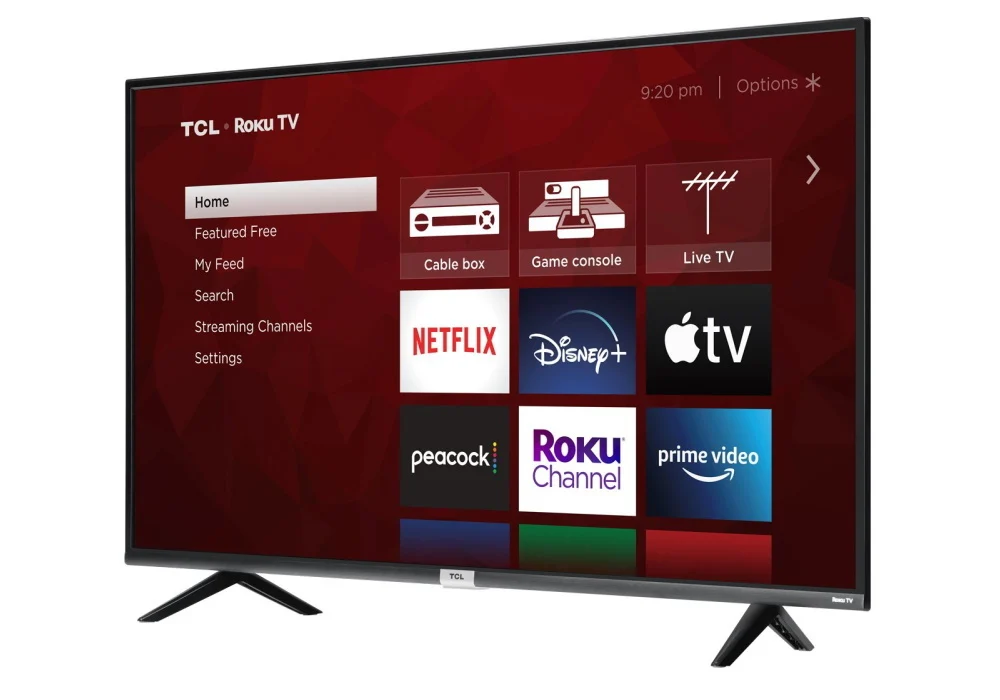 9:20 pm | Options *
TCL • Roku TV
Home
Featured Free
My Feed
Search
Streaming Channels
Settings
Cable box
Game console
Live TV
NETFLIX
Disney+
tv
peacock
Roku
Channel
prime video
TCL
Roku TV